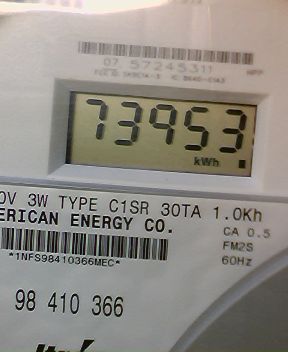 07 57245311
73953
kWh
0V 3W TYPE C1SR 30TA 1.0Kh
ERICAN ENERGY CO.
CA 0.5
FM2S
*1NFS98410366MEC*
60Hz
98 410 366